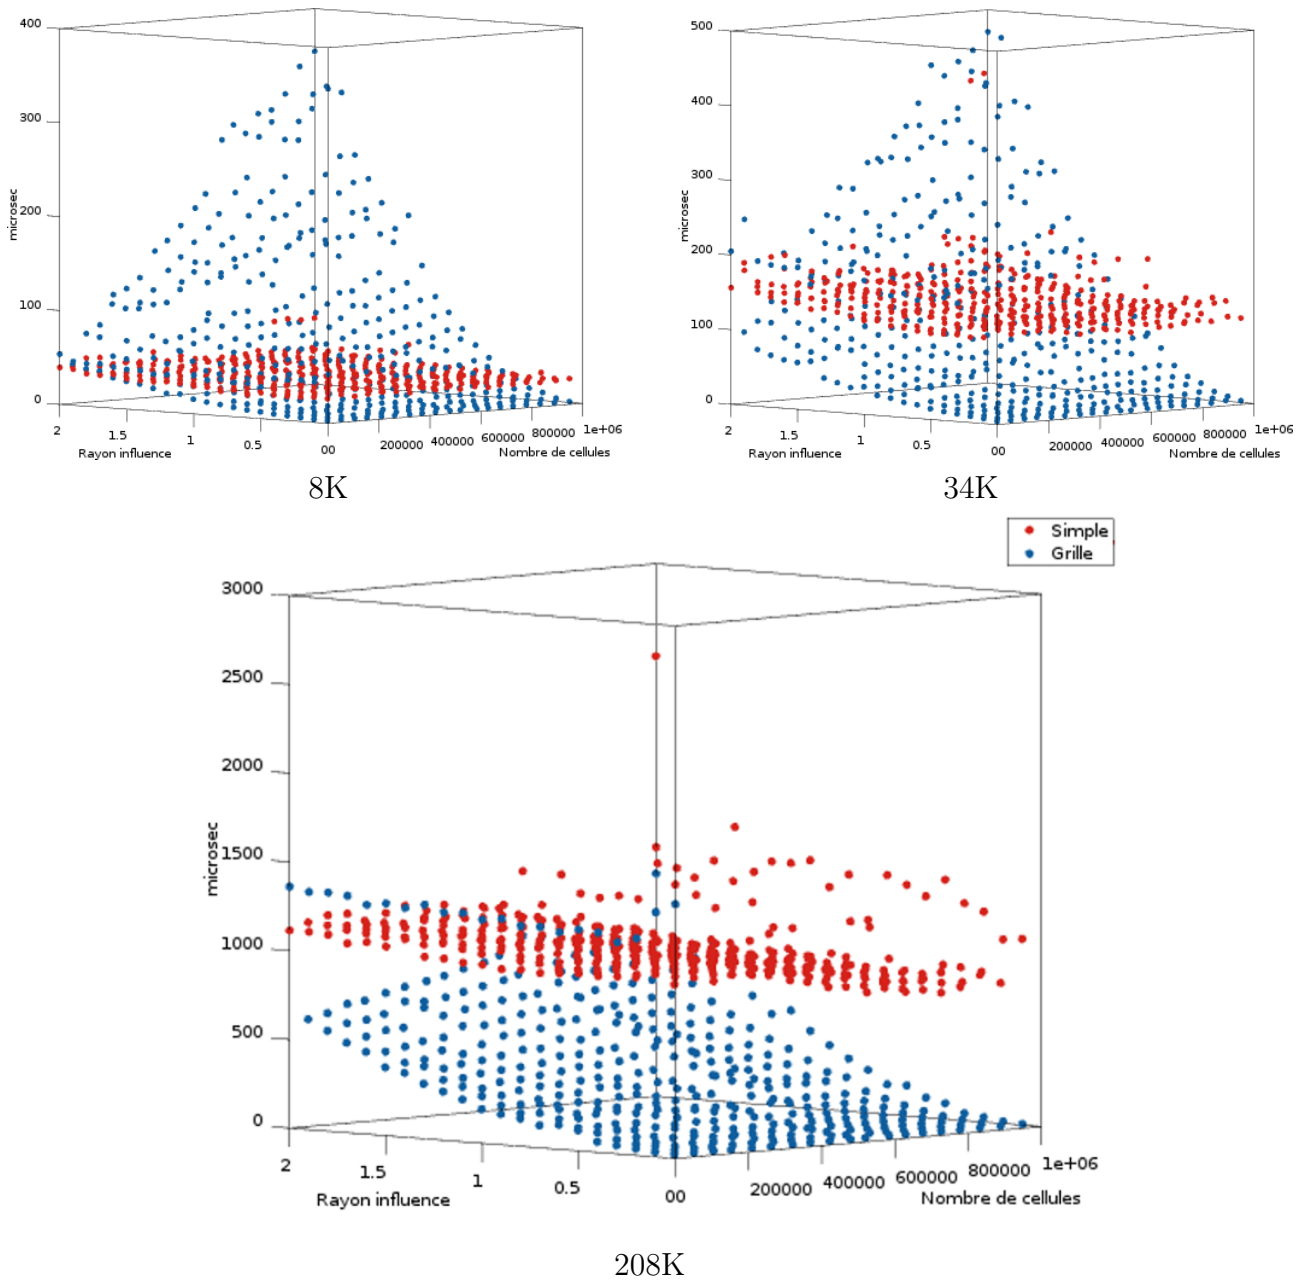 400
300
200
100
0
microsec
2
1.5
1
0.5
00
200000
400000
600000
800000
1e+06
Rayon influence
Nombre de cellules
8K
500
400
300
200
100
0
microsec
2
1.5
1
0.5
00
200000
400000
600000
800000
1e+06
Rayon influence
Nombre de cellules
34K
Simple
Grille
3000
2500
2000
1500
1000
500
0
microsec
2
1.5
1
0.5
00
200000
400000
600000
800000
1e+06
Rayon influence
Nombre de cellules
208K